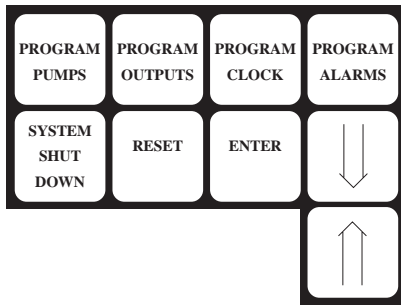 PROGRAM
PUMPS
PROGRAM
OUTPUTS
PROGRAM
CLOCK
PROGRAM
ALARMS
SYSTEM
SHUT
DOWN
RESET
ENTER